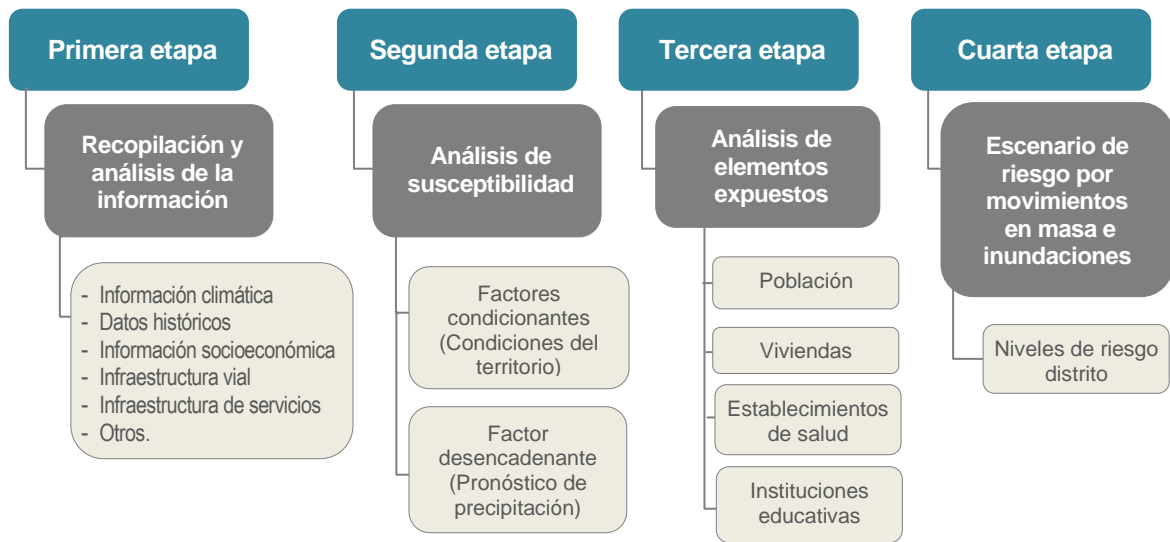 Primera etapa
Recopilación y
análisis de la
información
- Información climática
- Datos históricos
- Información socioeconómica
- Infraestructura vial
- Infraestructura de servicios
- Otros.
Segunda etapa
Análisis de
susceptibilidad
Factores
condicionantes
(Condiciones del
territorio)
Factor
desencadenante
(Pronóstico de
precipitación)
Tercera etapa
Análisis de
elementos
expuestos
Población
Viviendas
Establecimientos
de salud
Instituciones
educativas
Cuarta etapa
Escenario de
riesgo por
movimientos
en masa e
inundaciones
Niveles de riesgo
distrito